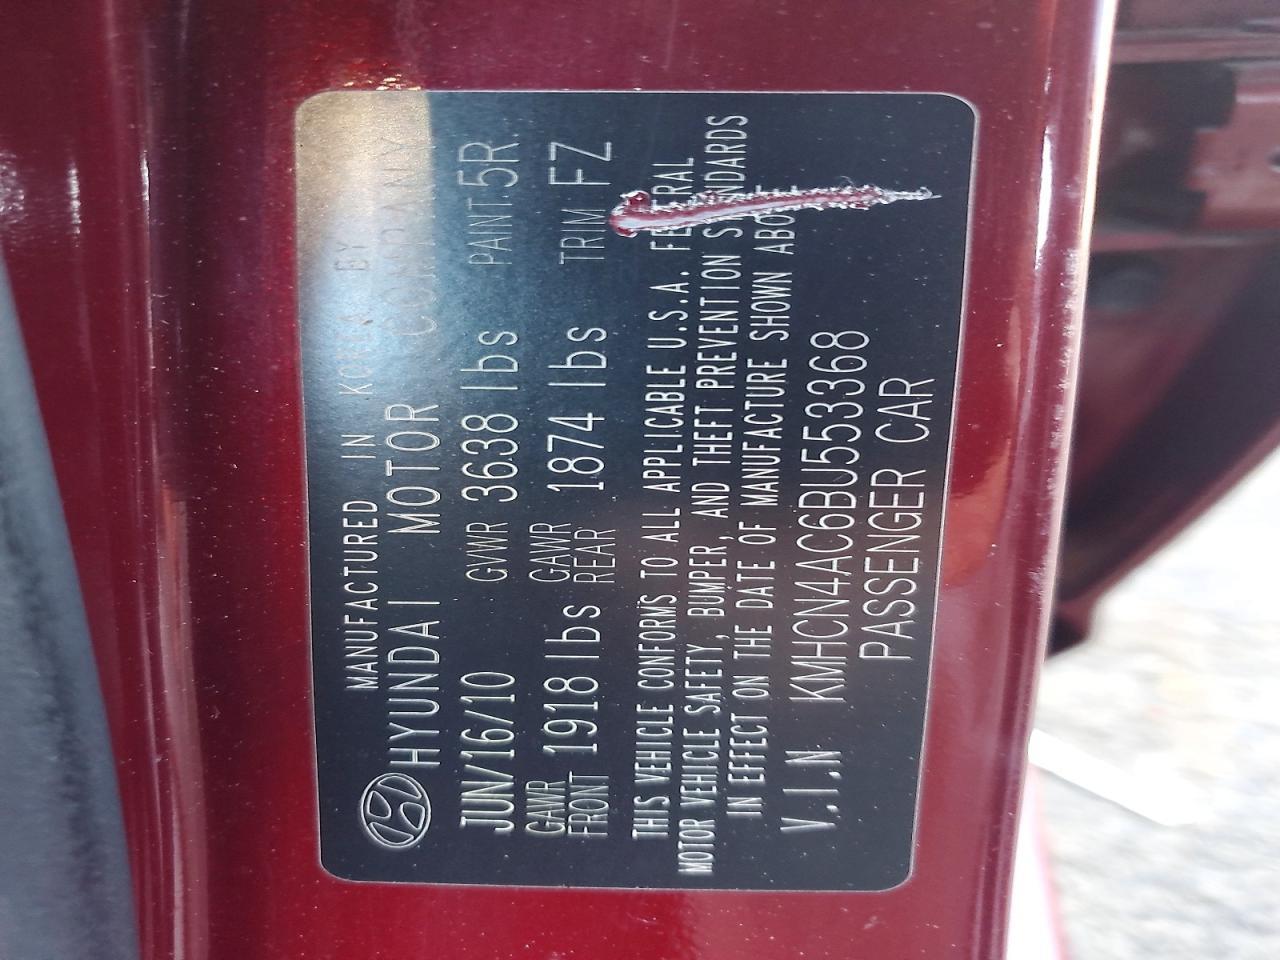 MANUFACTURED IN KOREA BY
HYUNDAI MOTOR COMPANY
JUN/16/10 GVWR 3638 lbs PAINT.5R.
GAWR FRONT 1918 lbs GAWR REAR 1874 lbs TRIM FZ
THIS VEHICLE CONFORMS TO ALL APPLICABLE U.S.A. FEDERAL
MOTOR VEHICLE SAFETY, BUMPER, AND THEFT PREVENTION STANDARDS
IN EFFECT ON THE DATE OF MANUFACTURE SHOWN ABOVE
V.I.N KMHCN4AC6BU553368
PASSENGER CAR